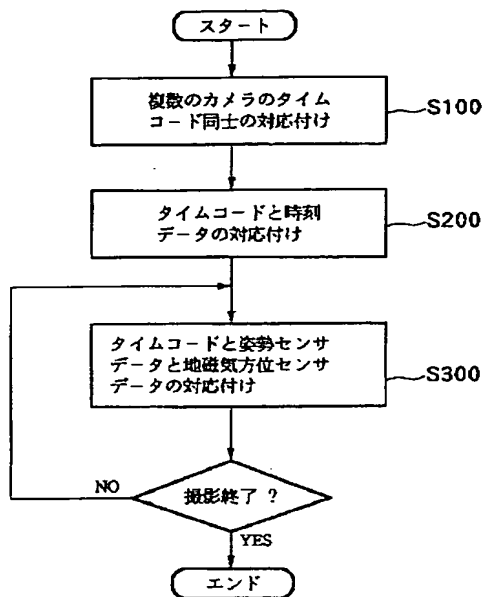 スタート
複数のカメラのタイム
コード同士の対応付け
S100
タイムコードと時刻
データの対応付け
S200
タイムコードと姿勢センサ
データと地磁気方位センサ
データの対応付け
S300
撮影終了 ?
NO
YES
エンド